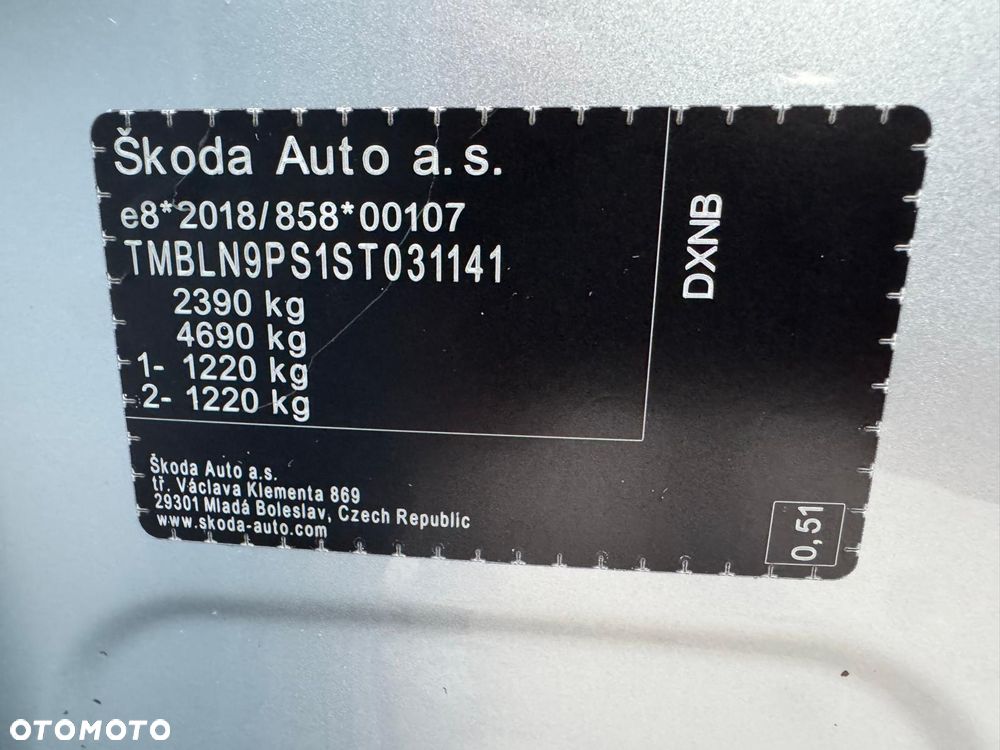 Škoda Auto a.s.
e8*2018/858*00107
TMBLN9PS1ST031141
2390 kg
4690 kg
1- 1220 kg
2- 1220 kg
DXNB
Škoda Auto a.s.
tř. Václava Klementa 869
29301 Mladá Boleslav, Czech Republic
www.skoda-auto.com
0,51
OTOMOTO